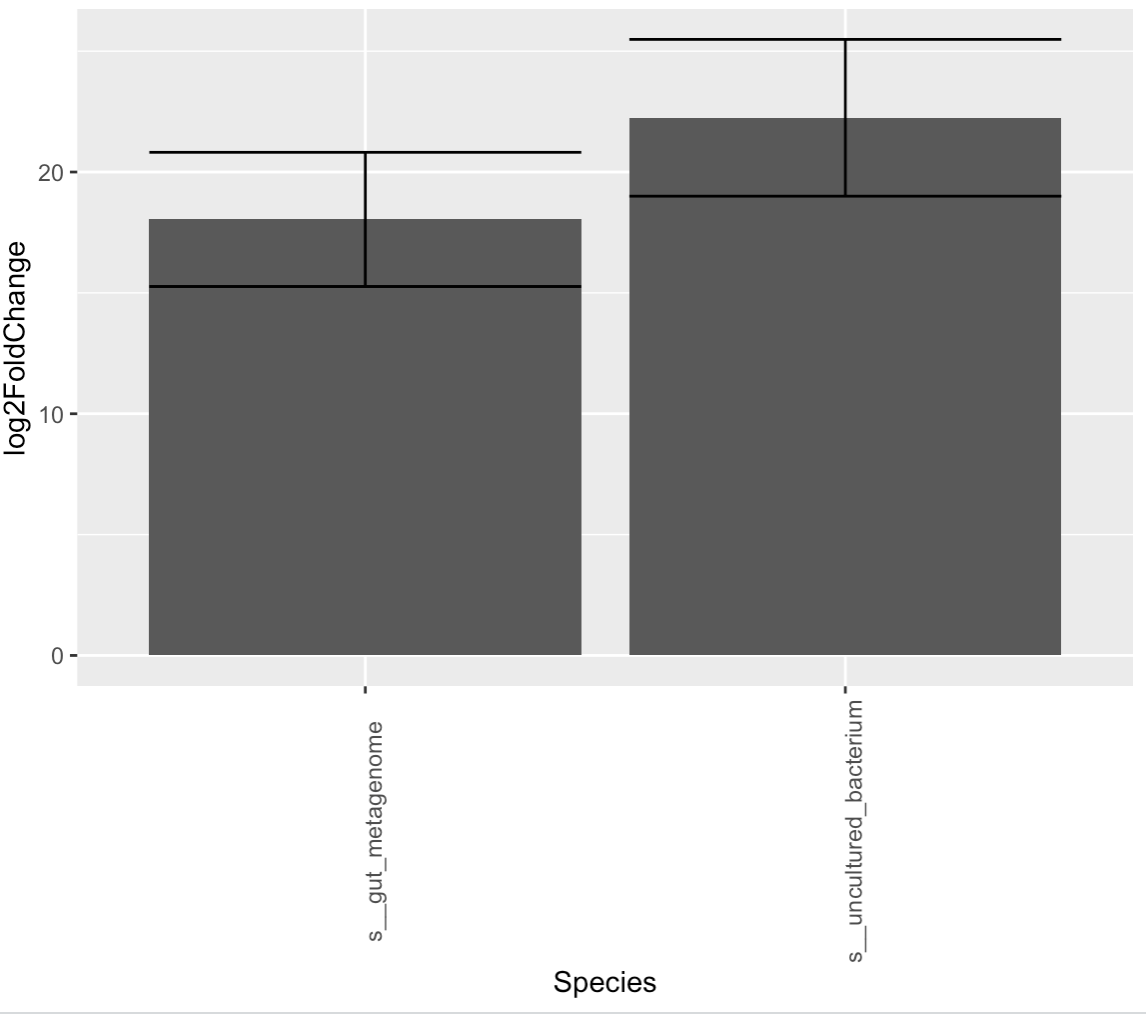 log2FoldChange
20
10
0
s__gut_metagenome
s__uncultured_bacterium
Species